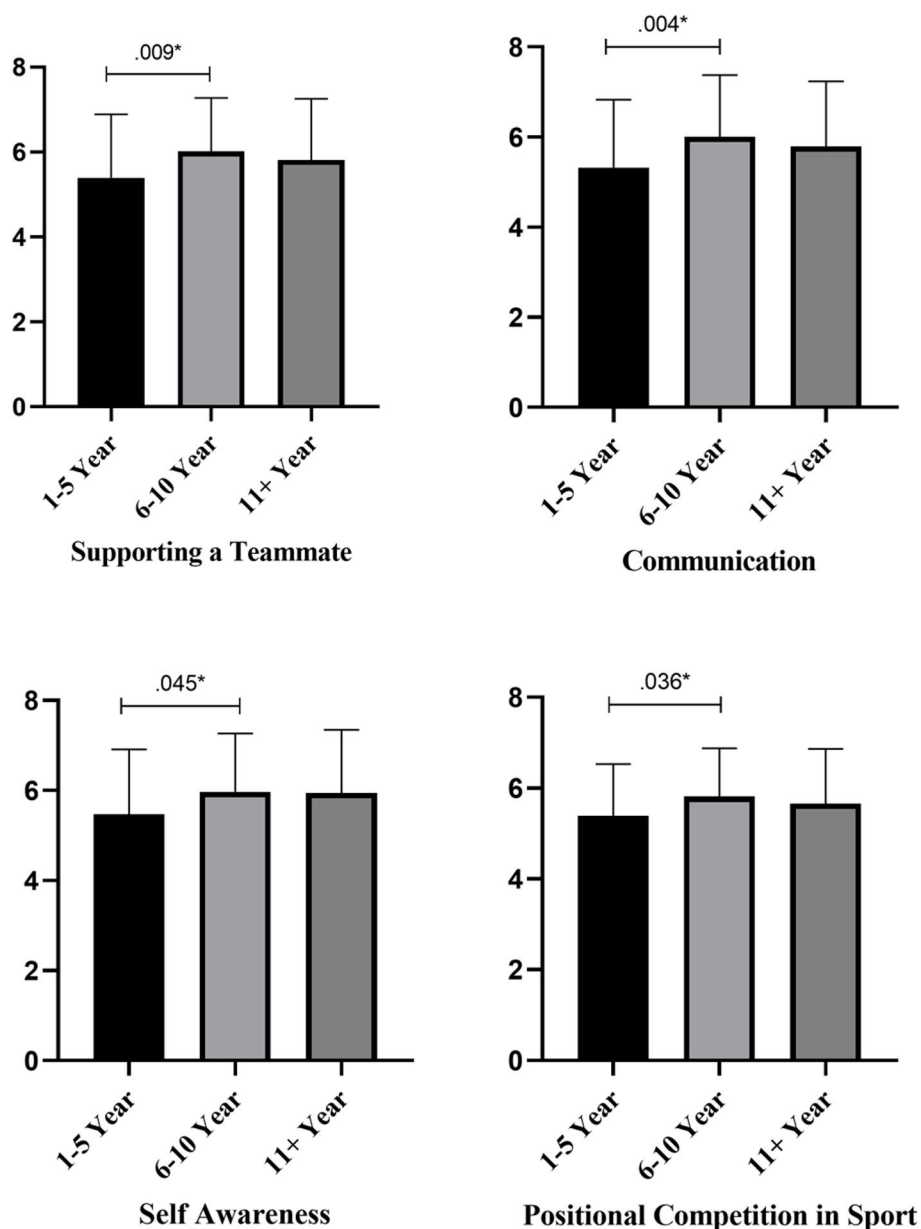 .009*
8
6
4
2
0
1-5 Year
6-10 Year
11+ Year
Supporting a Teammate
.004*
8
6
4
2
0
1-5 Year
6-10 Year
11+ Year
Communication
.045*
8
6
4
2
0
1-5 Year
6-10 Year
11+ Year
Self Awareness
.036*
8
6
4
2
0
1-5 Year
6-10 Year
11+ Year
Positional Competition in Sport